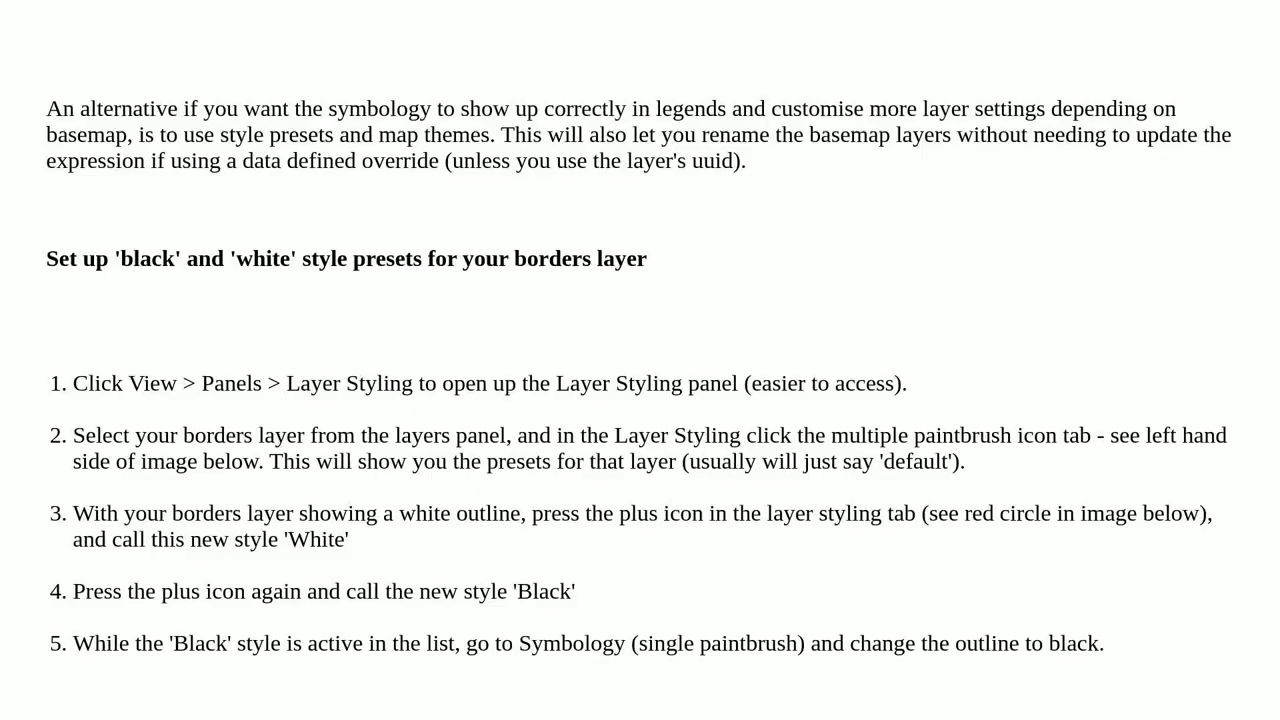 An alternative if you want the symbology to show up correctly in legends and customise more layer settings depending on
basemap, is to use style presets and map themes. This will also let you rename the basemap layers without needing to update the
expression if using a data defined override (unless you use the layer's uuid).
Set up 'black' and 'white' style presets for your borders layer
1. Click View > Panels > Layer Styling to open up the Layer Styling panel (easier to access).
2. Select your borders layer from the layers panel, and in the Layer Styling click the multiple paintbrush icon tab - see left hand
side of image below. This will show you the presets for that layer (usually will just say 'default').
3. With your borders layer showing a white outline, press the plus icon in the layer styling tab (see red circle in image below),
and call this new style 'White'
4. Press the plus icon again and call the new style 'Black'
5. While the 'Black' style is active in the list, go to Symbology (single paintbrush) and change the outline to black.